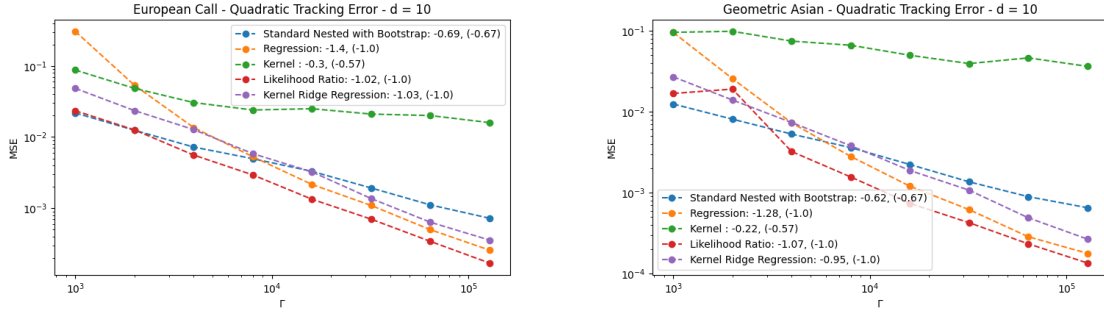 European Call - Quadratic Tracking Error - d = 10
Standard Nested with Bootstrap: -0.69, (-0.67)
Regression: -1.4, (-1.0)
Kernel : -0.3, (-0.57)
Likelihood Ratio: -1.02, (-1.0)
Kernel Ridge Regression: -1.03, (-1.0)
10⁻¹
10⁻²
10⁻³
MSE
10³
10⁴
10⁵
Γ
Geometric Asian - Quadratic Tracking Error - d = 10
10⁻¹
10⁻²
10⁻³
10⁻⁴
MSE
Standard Nested with Bootstrap: -0.62, (-0.67)
Regression: -1.28, (-1.0)
Kernel : -0.22, (-0.57)
Likelihood Ratio: -1.07, (-1.0)
Kernel Ridge Regression: -0.95, (-1.0)
10³
10⁴
10⁵
Γ